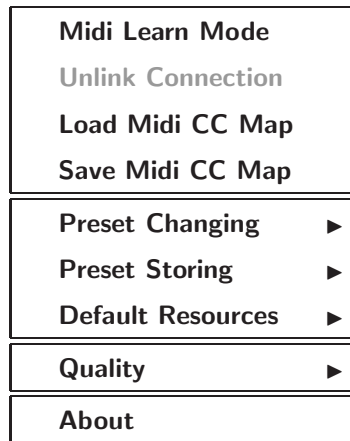 Midi Learn Mode
Unlink Connection
Load Midi CC Map
Save Midi CC Map
Preset Changing
Preset Storing
Default Resources
Quality
About